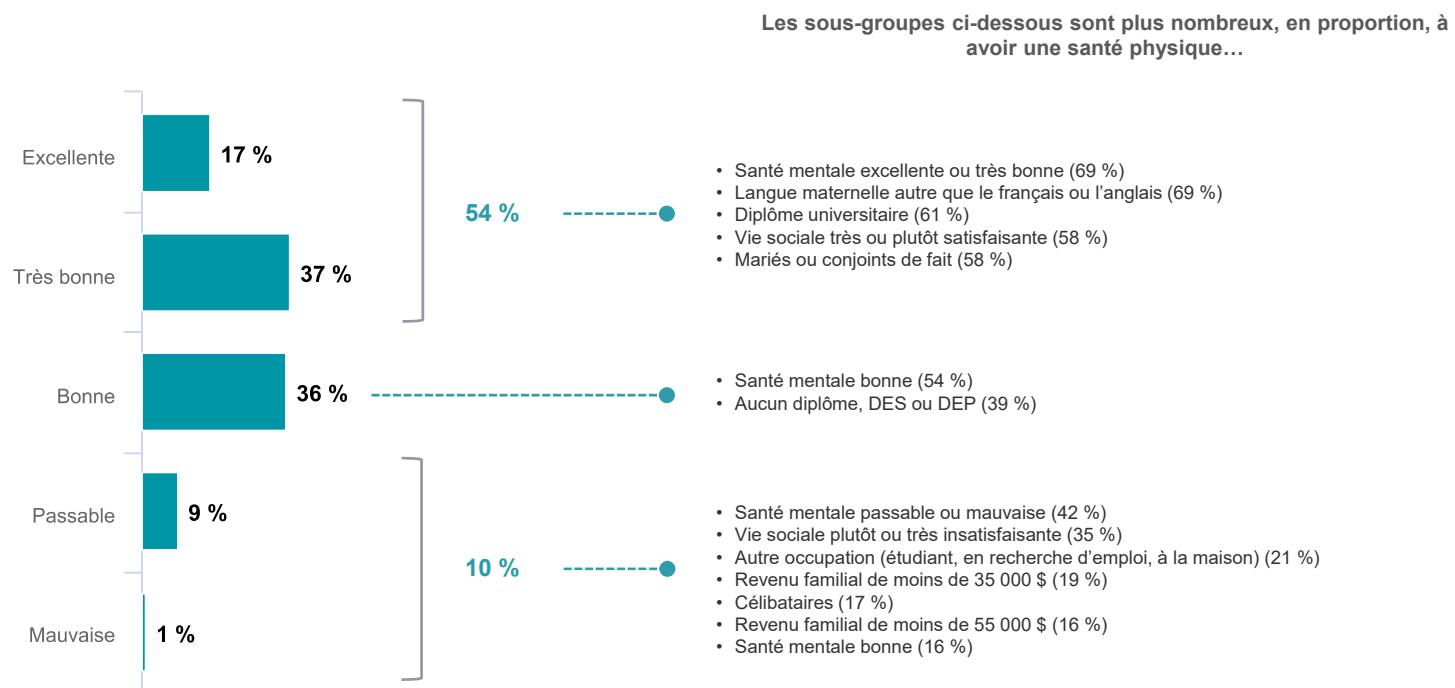 Les sous-groupes ci-dessous sont plus nombreux, en proportion, à
avoir une santé physique…
Excellente
17 %
Très bonne
37 %
54 %
• Santé mentale excellente ou très bonne (69 %)
• Langue maternelle autre que le français ou l’anglais (69 %)
• Diplôme universitaire (61 %)
• Vie sociale très ou plutôt satisfaisante (58 %)
• Mariés ou conjoints de fait (58 %)
Bonne
36 %
• Santé mentale bonne (54 %)
• Aucun diplôme, DES ou DEP (39 %)
Passable
9 %
Mauvaise
1 %
10 %
• Santé mentale passable ou mauvaise (42 %)
• Vie sociale plutôt ou très insatisfaisante (35 %)
• Autre occupation (étudiant, en recherche d’emploi, à la maison) (21 %)
• Revenu familial de moins de 35 000 $ (19 %)
• Célibataires (17 %)
• Revenu familial de moins de 55 000 $ (16 %)
• Santé mentale bonne (16 %)